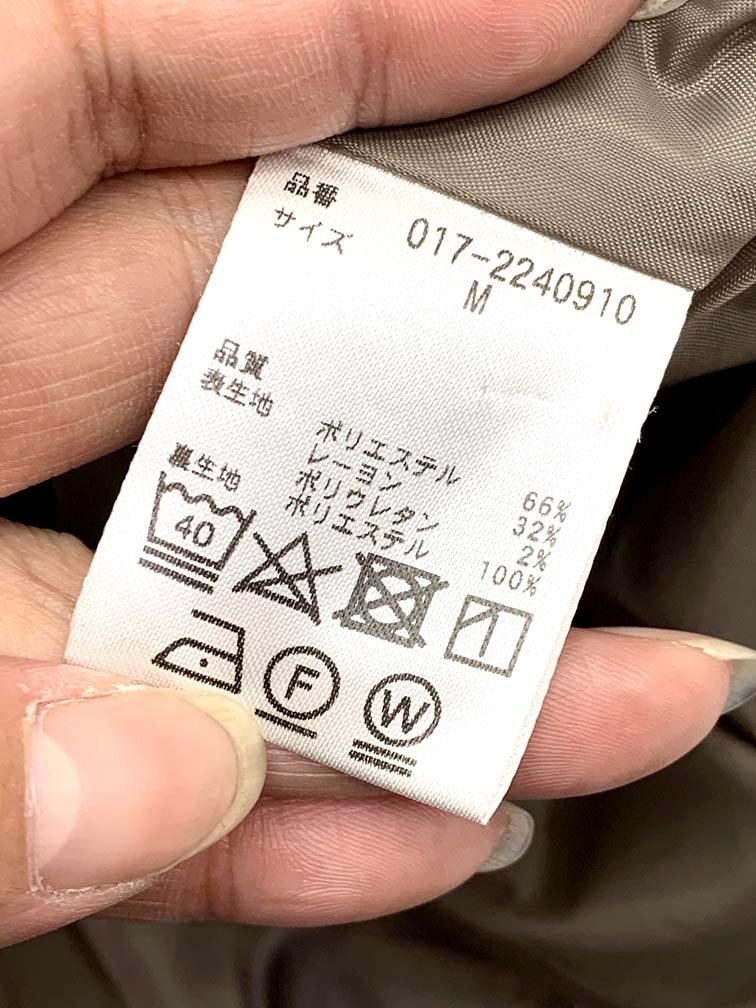 品番 017-2240910
サイズ M
品質
表生地
ポリエステル 66%
レーヨン 32%
ポリウレタン 2%
裏生地 ポリエステル 100%
40
F W